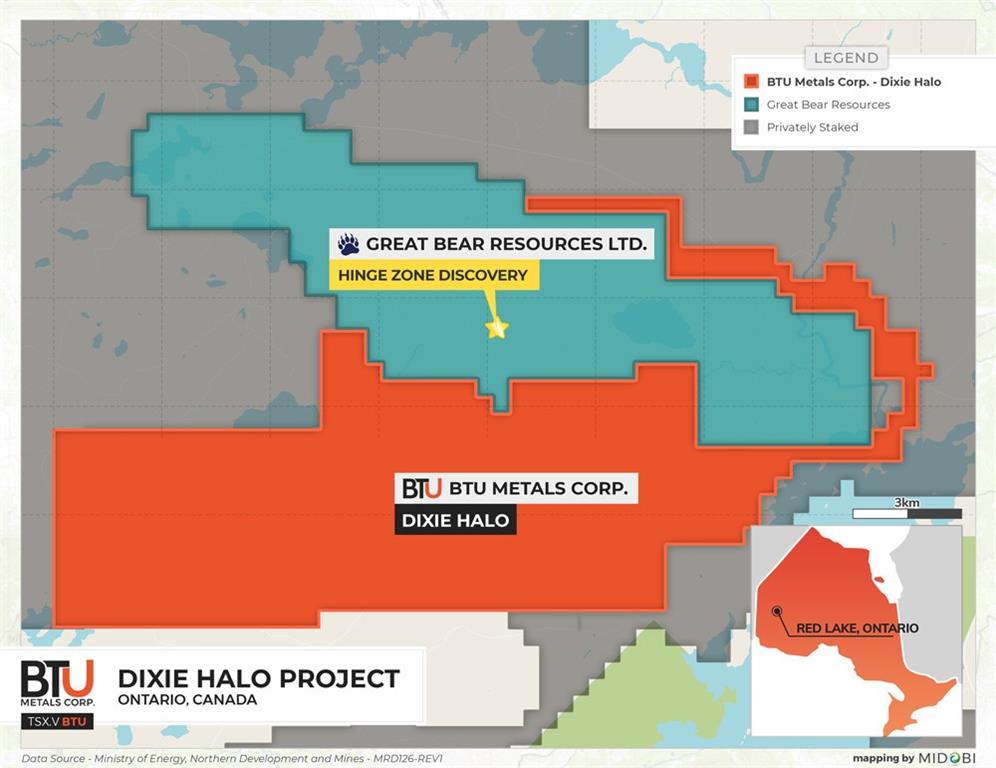 LEGEND
BTU Metals Corp. - Dixie Halo
Great Bear Resources
Privately Staked
GREAT BEAR RESOURCES LTD.
HINGE ZONE DISCOVERY
BTU BTU METALS CORP.
DIXIE HALO
3km
RED LAKE, ONTARIO
BTU
METALS CORP.
TSX.V BTU
DIXIE HALO PROJECT
ONTARIO, CANADA
Data Source - Ministry of Energy, Northern Development and Mines - MRD126-REV1
mapping by MIDOBI